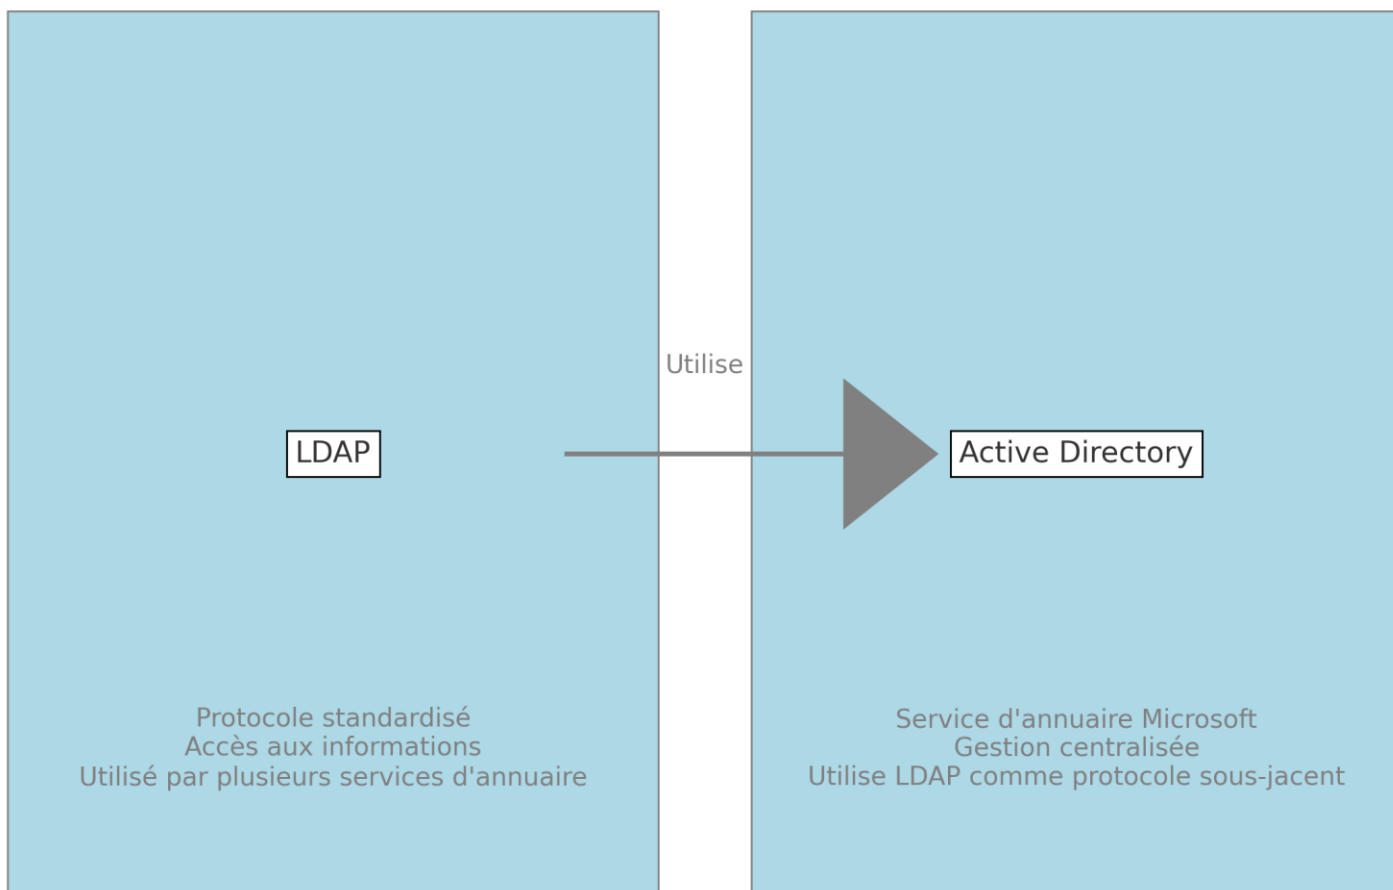 Utilise
LDAP
Active Directory
Protocole standardisé
Accès aux informations
Utilisé par plusieurs services d'annuaire
Service d'annuaire Microsoft
Gestion centralisée
Utilise LDAP comme protocole sous-jacent